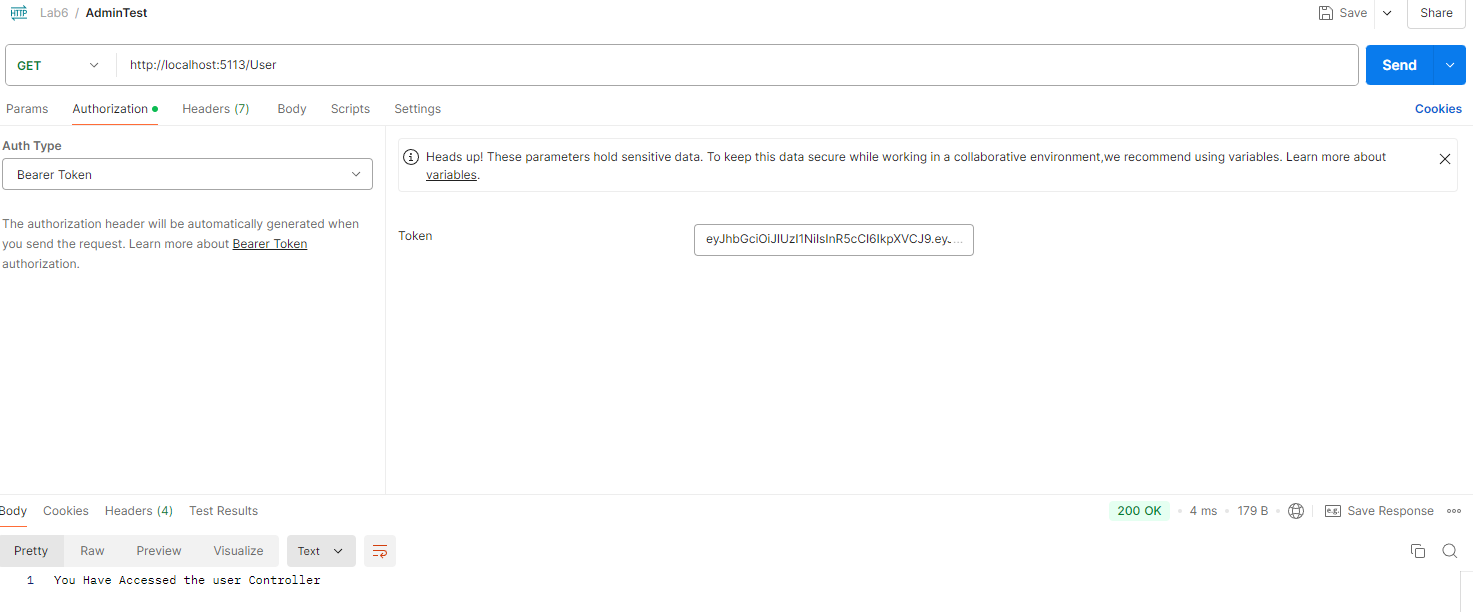 HTTP Lab6 / AdminTest Save Share
GET http://localhost:5113/User Send
Params Authorization Headers (7) Body Scripts Settings Cookies
Auth Type
Bearer Token
The authorization header will be automatically generated when
you send the request. Learn more about Bearer Token
authorization.
Heads up! These parameters hold sensitive data. To keep this data secure while working in a collaborative environment,we recommend using variables. Learn more about
variables.
Token eyJhbGciOiJIUzI1NiIsInR5cCI6IkpXVCJ9.eyJ...
Body Cookies Headers (4) Test Results 200 OK 4 ms 179 B e.g. Save Response
Pretty Raw Preview Visualize Text
1 You Have Accessed the user Controller